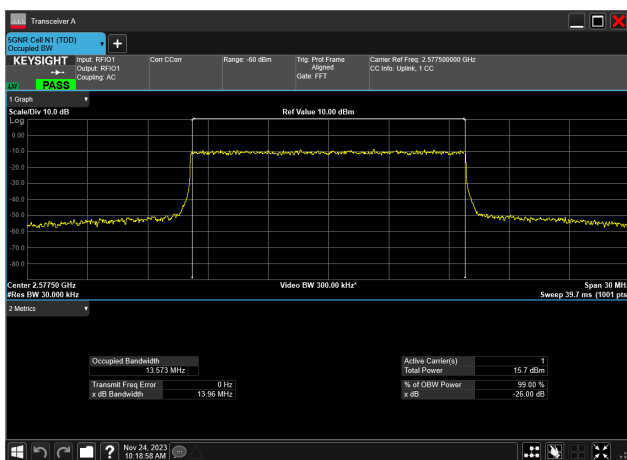 Transceiver A
5GNR Cell N1 (TDD)
Occupied BW
KEYSIGHT
PASS
Input: RFIO1
Output: RFIO1
Coupling: AC
Corr CCorr
Range: -60 dBm
Trig: Prot Frame
Aligned
Gate: FFT
Carrier Ref Freq: 2.577500000 GHz
CC Info: Uplink, 1 CC
1 Graph
Scale/Div 10.0 dB
Ref Value 10.00 dBm
Log
0.00
-10.0
-20.0
-30.0
-40.0
-50.0
-60.0
-70.0
-80.0
Center 2.57750 GHz
Video BW 300.00 kHz*
Span 30 MHz
#Res BW 30.000 kHz
Sweep 39.7 ms (1001 pts
2 Metrics
Occupied Bandwidth
13.573 MHz
Active Carrier(s) 1
Total Power 15.7 dBm
Transmit Freq Error 0 Hz
x dB Bandwidth 13.96 MHz
% of OBW Power 99.00 %
x dB -26.00 dB
Nov 24, 2023
10:18:58 AM
?